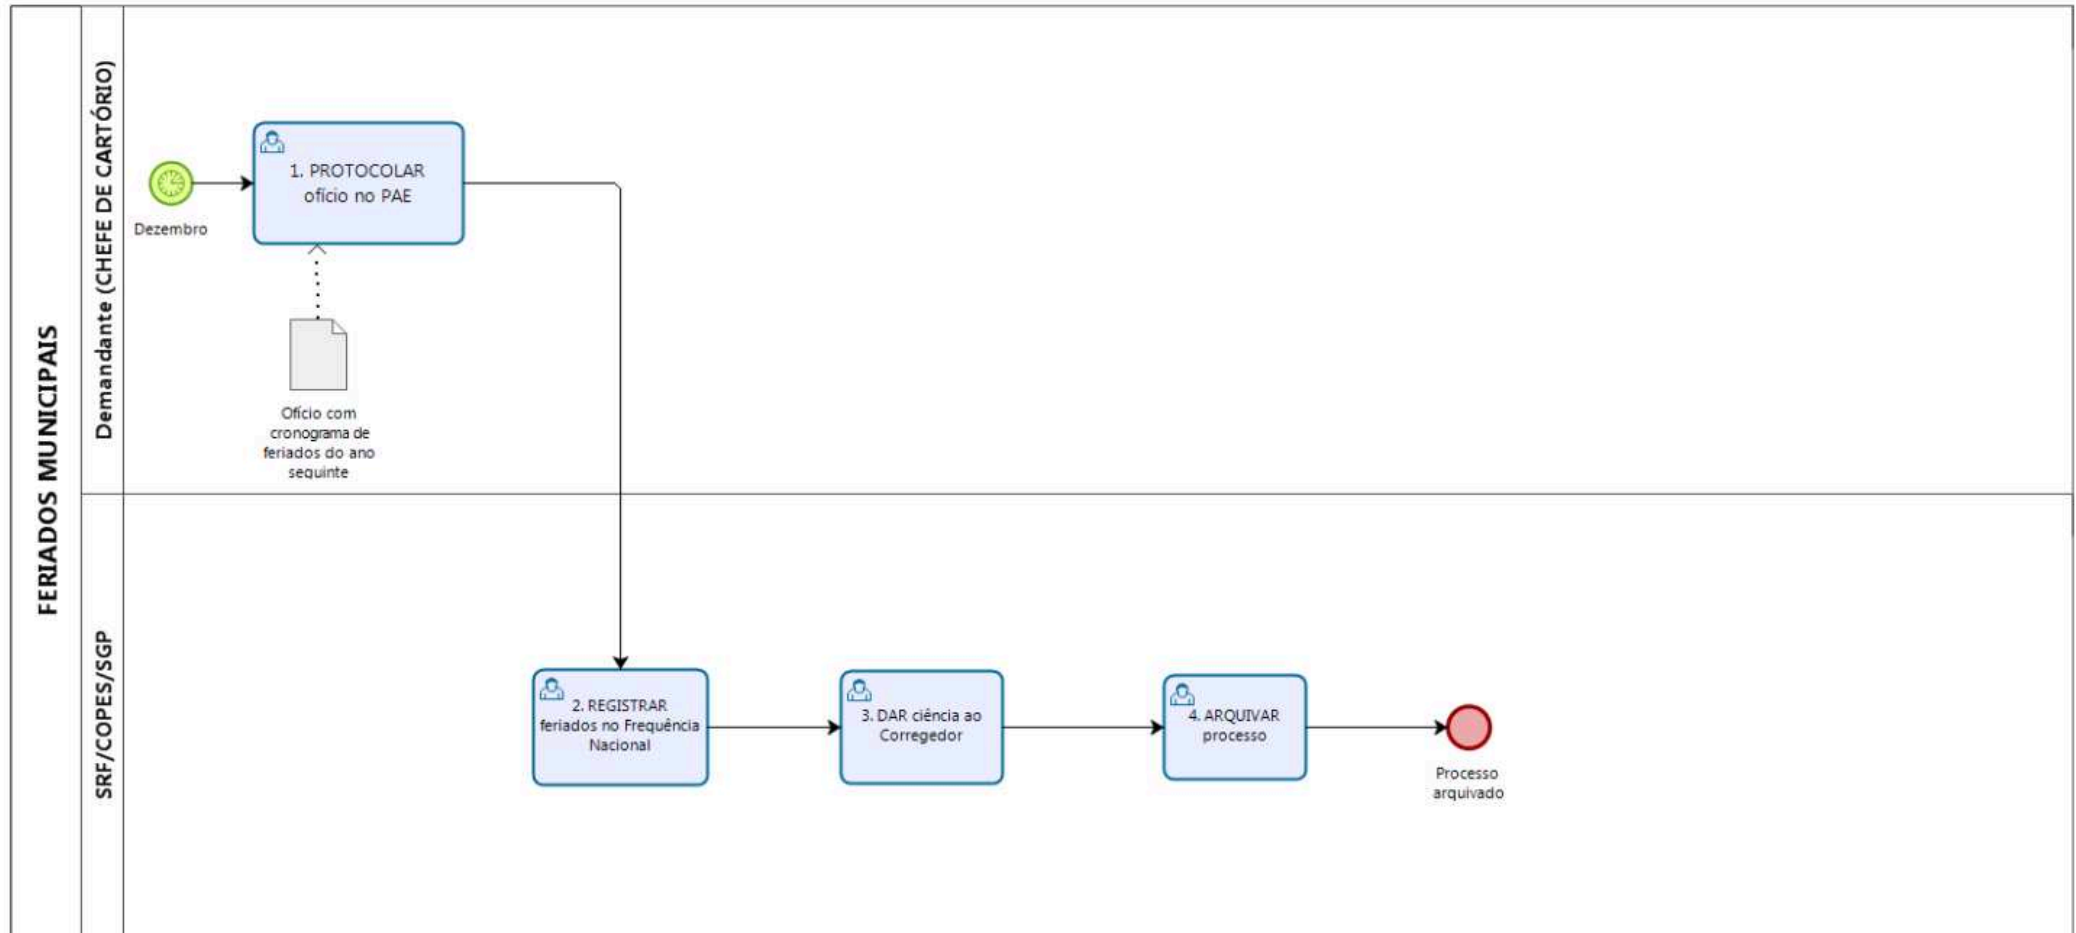 FERIADOS MUNICIPAIS
Demandante (CHEFE DE CARTÓRIO)
Dezembro
1. PROTOCOLAR
ofício no PAE
Ofício com
cronograma de
feriados do ano
seguinte
SRF/COPES/SGP
2. REGISTRAR
feriados no Frequência
Nacional
3. DAR ciência ao
Corregedor
4. ARQUIVAR
processo
Processo
arquivado